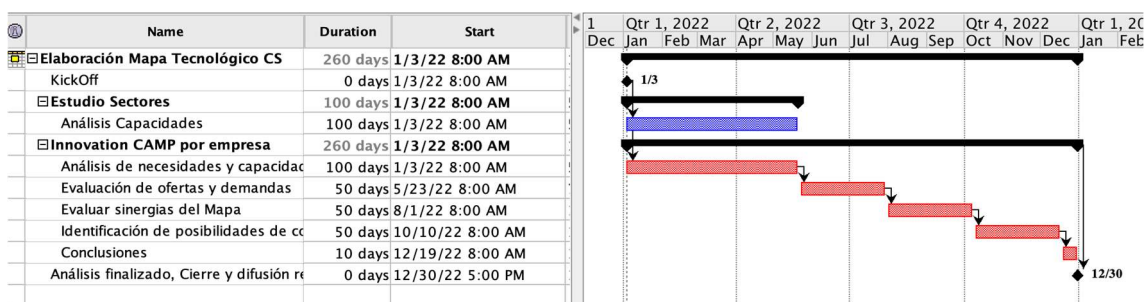 Name Duration Start
1 Qtr 1, 2022 Qtr 2, 2022 Qtr 3, 2022 Qtr 4, 2022 Qtr 1, 20
Dec Jan Feb Mar Apr May Jun Jul Aug Sep Oct Nov Dec Jan Feb
Elaboración Mapa Tecnológico CS 260 days 1/3/22 8:00 AM
KickOff 0 days 1/3/22 8:00 AM 1/3
Estudio Sectores 100 days 1/3/22 8:00 AM
Análisis Capacidades 100 days 1/3/22 8:00 AM
Innovation CAMP por empresa 260 days 1/3/22 8:00 AM
Análisis de necesidades y capacidac 100 days 1/3/22 8:00 AM
Evaluación de ofertas y demandas 50 days 5/23/22 8:00 AM
Evaluar sinergias del Mapa 50 days 8/1/22 8:00 AM
Identificación de posibilidades de cc 50 days 10/10/22 8:00 AM
Conclusiones 10 days 12/19/22 8:00 AM
Análisis finalizado, Cierre y difusión re 0 days 12/30/22 5:00 PM 12/30